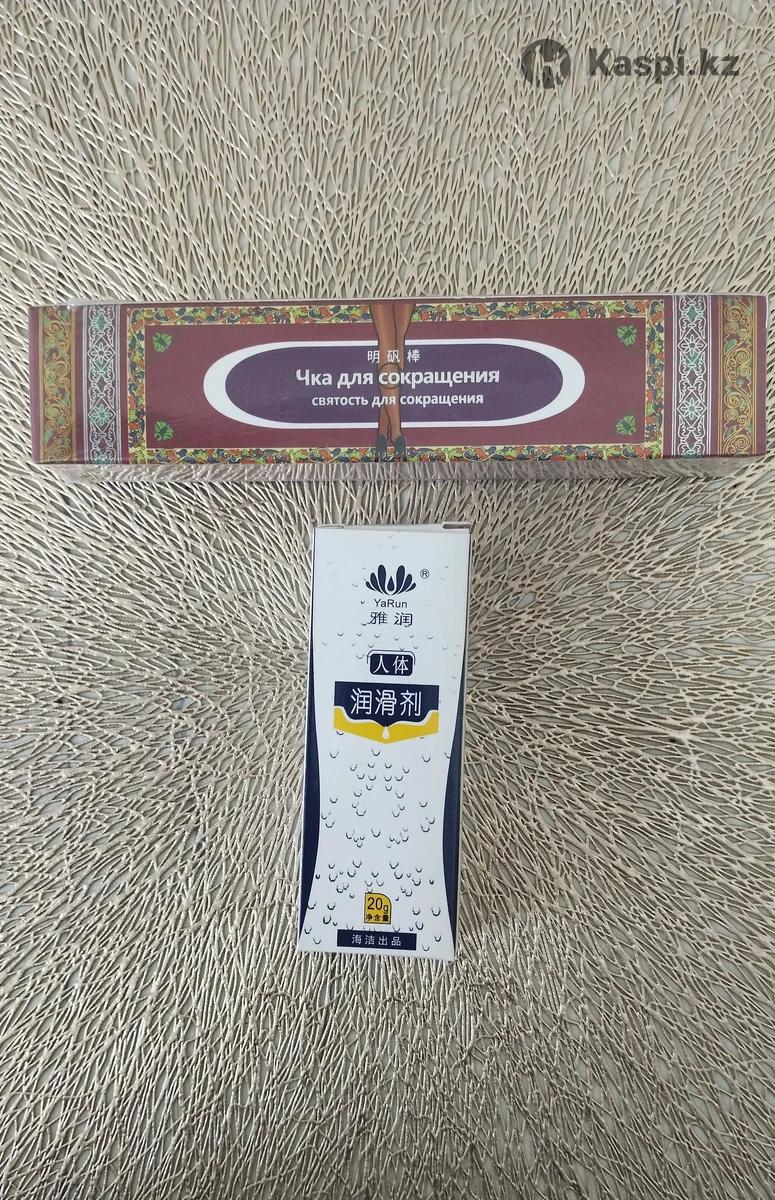 Kaspi.kz
明矾棒
Чка для сокращения
святость для сокращения
®
YaRun
雅润
人体
润滑剂
20g
净含量
海洁出品